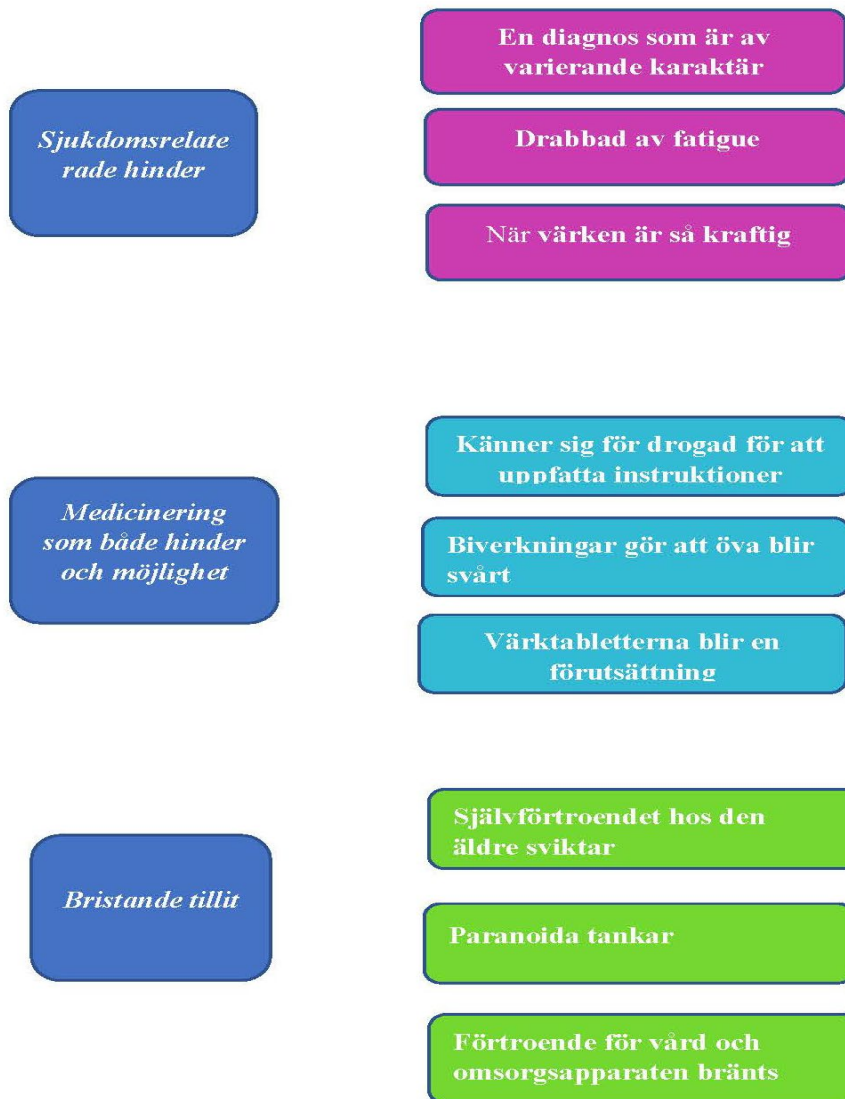 En diagnos som är av
varierande karaktär
Sjukdomsrelate
rade hinder
Drabbad av fatigue
När värken är så kraftig
Känner sig för drogad för att
uppfatta instruktioner
Medicinering
som både hinder
och möjlighet
Biverkningar gör att öva blir
svårt
Värktabletterna blir en
förutsättning
Självförtroendet hos den
äldre sviktar
Bristande tillit
Paranoida tankar
Förtroende för vård och
omsorgsapparaten bränts